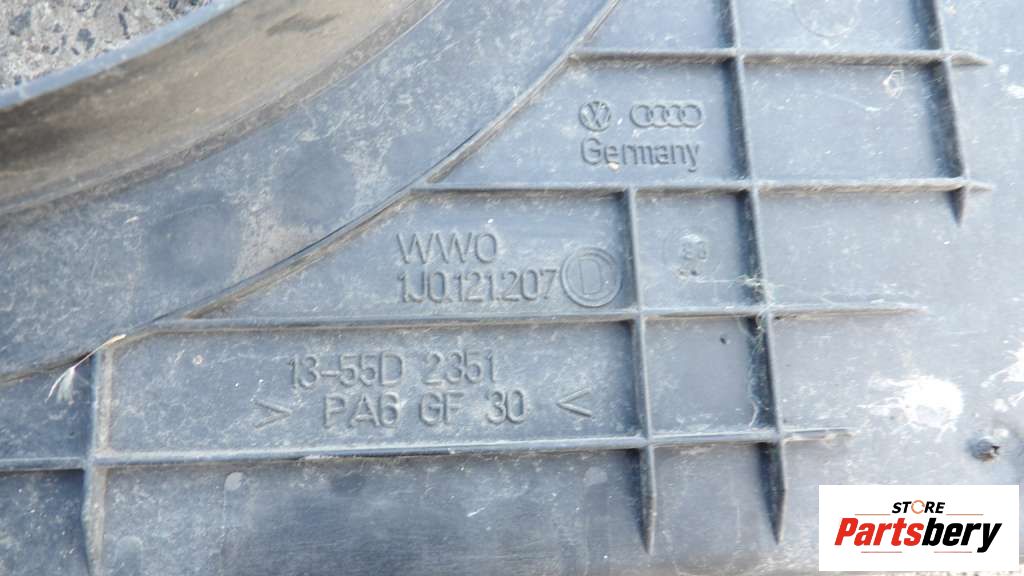 Germany
WWO
1J0.121.207 D
13-55D 2351
> PA6 GF 30 <
STORE
Partsbery